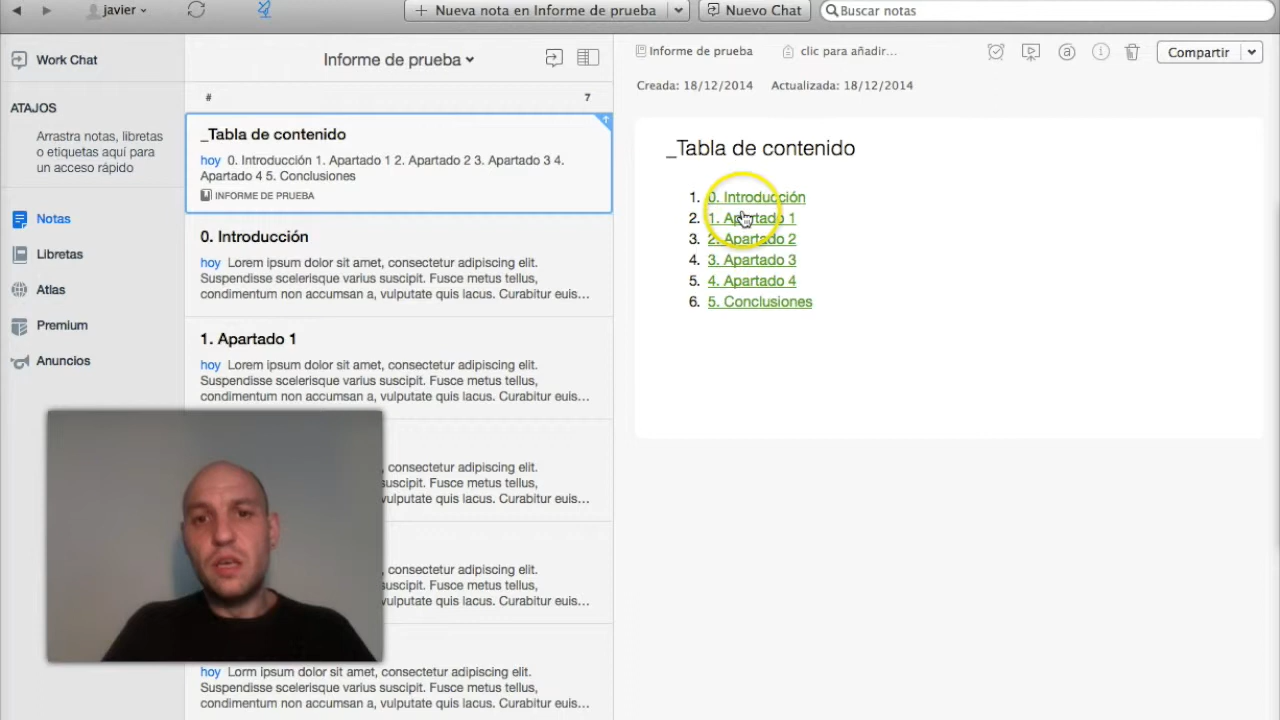 javier
Nueva nota en Informe de prueba
Nuevo Chat
Buscar notas
Work Chat
ATAJOS
Arrastra notas, libretas
o etiquetas aquí para
un acceso rápido
Notas
Libretas
Atlas
Premium
Anuncios
Informe de prueba
#
7
_Tabla de contenido
hoy 0. Introducción 1. Apartado 1 2. Apartado 2 3. Apartado 3 4.
Apartado 4 5. Conclusiones
INFORME DE PRUEBA
0. Introducción
hoy Lorem ipsum dolor sit amet, consectetur adipiscing elit.
Suspendisse scelerisque varius suscipit. Fusce metus tellus,
condimentum non accumsan a, vulputate quis lacus. Curabitur euis...
1. Apartado 1
hoy Lorem ipsum dolor sit amet, consectetur adipiscing elit.
Suspendisse scelerisque varius suscipit. Fusce metus tellus,
condimentum non accumsan a, vulputate quis lacus. Curabitur euis...
, consectetur adipiscing elit.
suscipit. Fusce metus tellus,
vulputate quis lacus. Curabitur euis...
, consectetur adipiscing elit.
suscipit. Fusce metus tellus,
vulputate quis lacus. Curabitur euis...
hoy Lorm ipsum dolor sit amet, consectetur adipiscing elit.
Suspendisse scelerisque varius suscipit. Fusce metus tellus,
condimentum non accumsan a, vulputate quis lacus. Curabitur euis...
Informe de prueba
clic para añadir...
Compartir
Creada: 18/12/2014 Actualizada: 18/12/2014
_Tabla de contenido
1. 0. Introducción
2. 1. Apartado 1
3. 2. Apartado 2
4. 3. Apartado 3
5. 4. Apartado 4
6. 5. Conclusiones